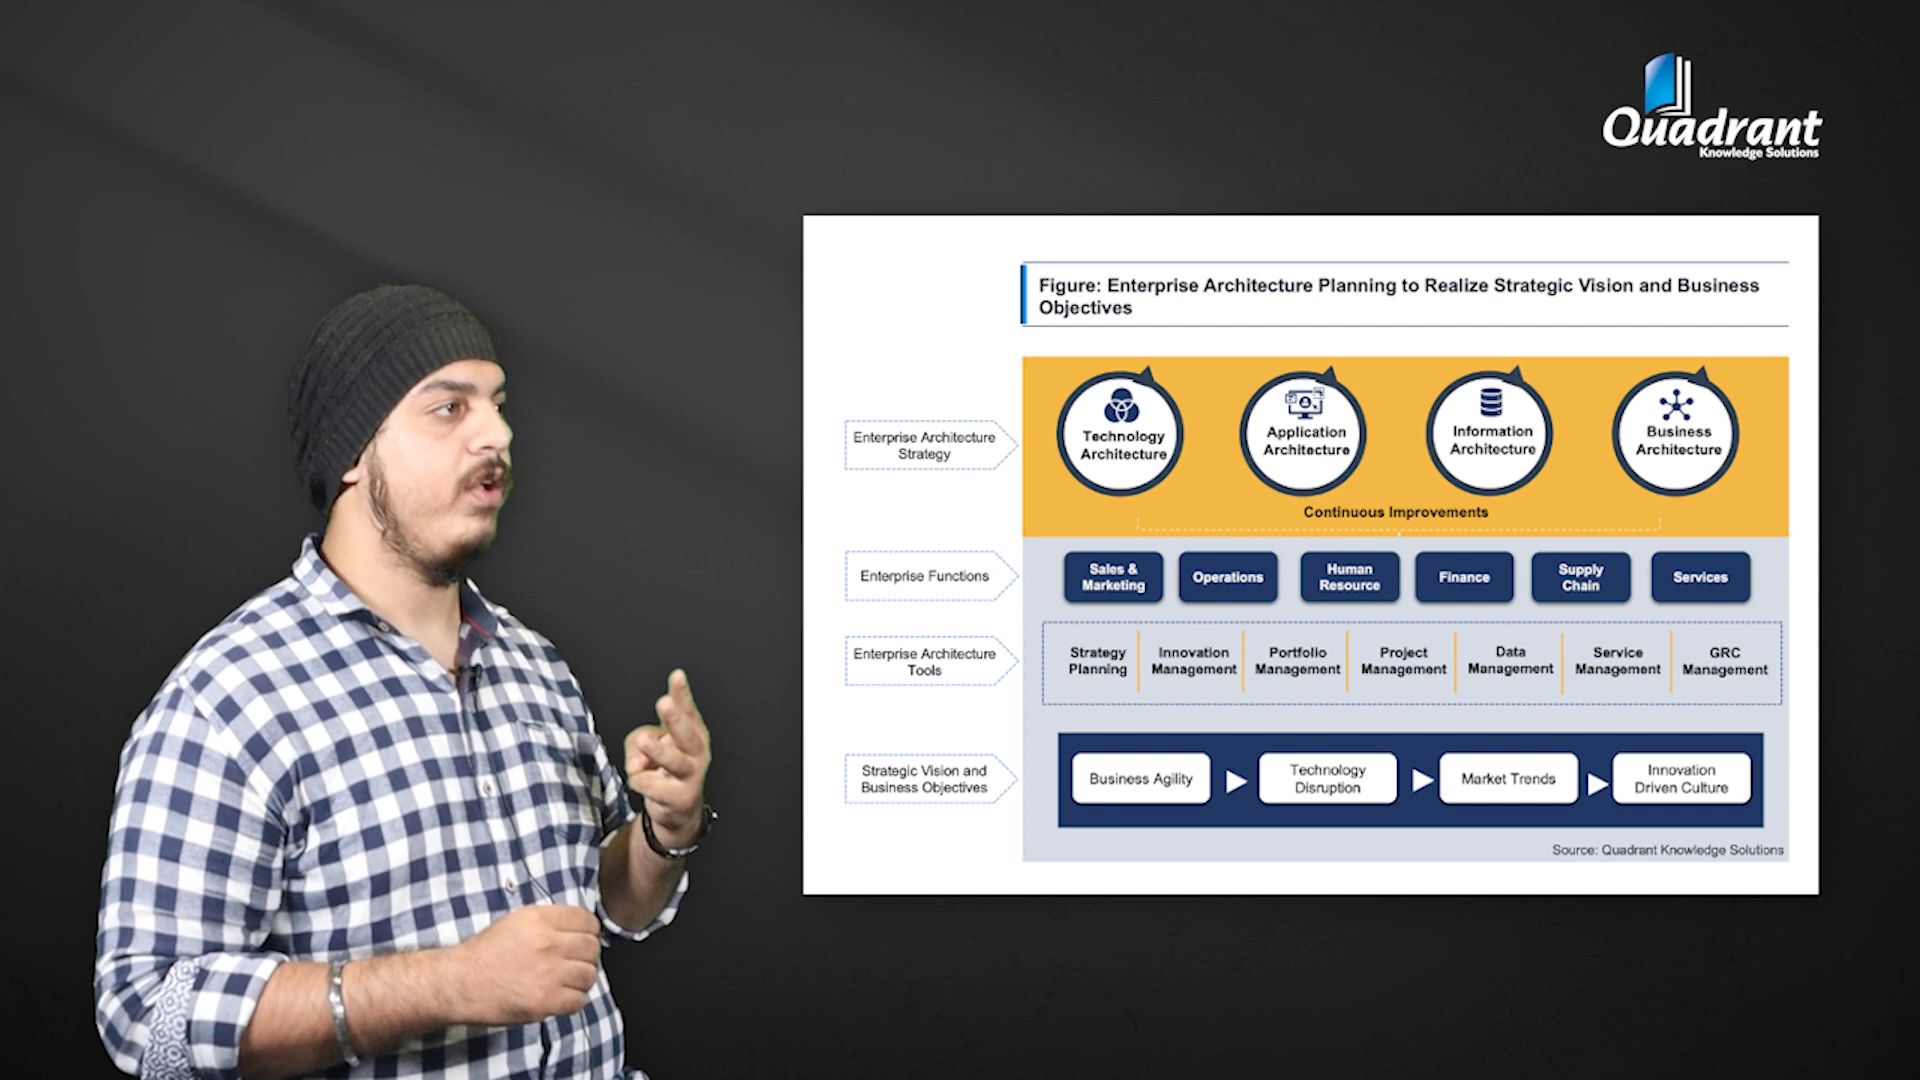 Quadrant
Knowledge Solutions
Figure: Enterprise Architecture Planning to Realize Strategic Vision and Business
Objectives
Enterprise Architecture
Strategy
Technology
Architecture
Application
Architecture
Information
Architecture
Business
Architecture
Continuous Improvements
Enterprise Functions
Sales &
Marketing
Operations
Human
Resource
Finance
Supply
Chain
Services
Enterprise Architecture
Tools
Strategy
Planning
Innovation
Management
Portfolio
Management
Project
Management
Data
Management
Service
Management
GRC
Management
Strategic Vision and
Business Objectives
Business Agility
Technology
Disruption
Market Trends
Innovation
Driven Culture
Source: Quadrant Knowledge Solutions